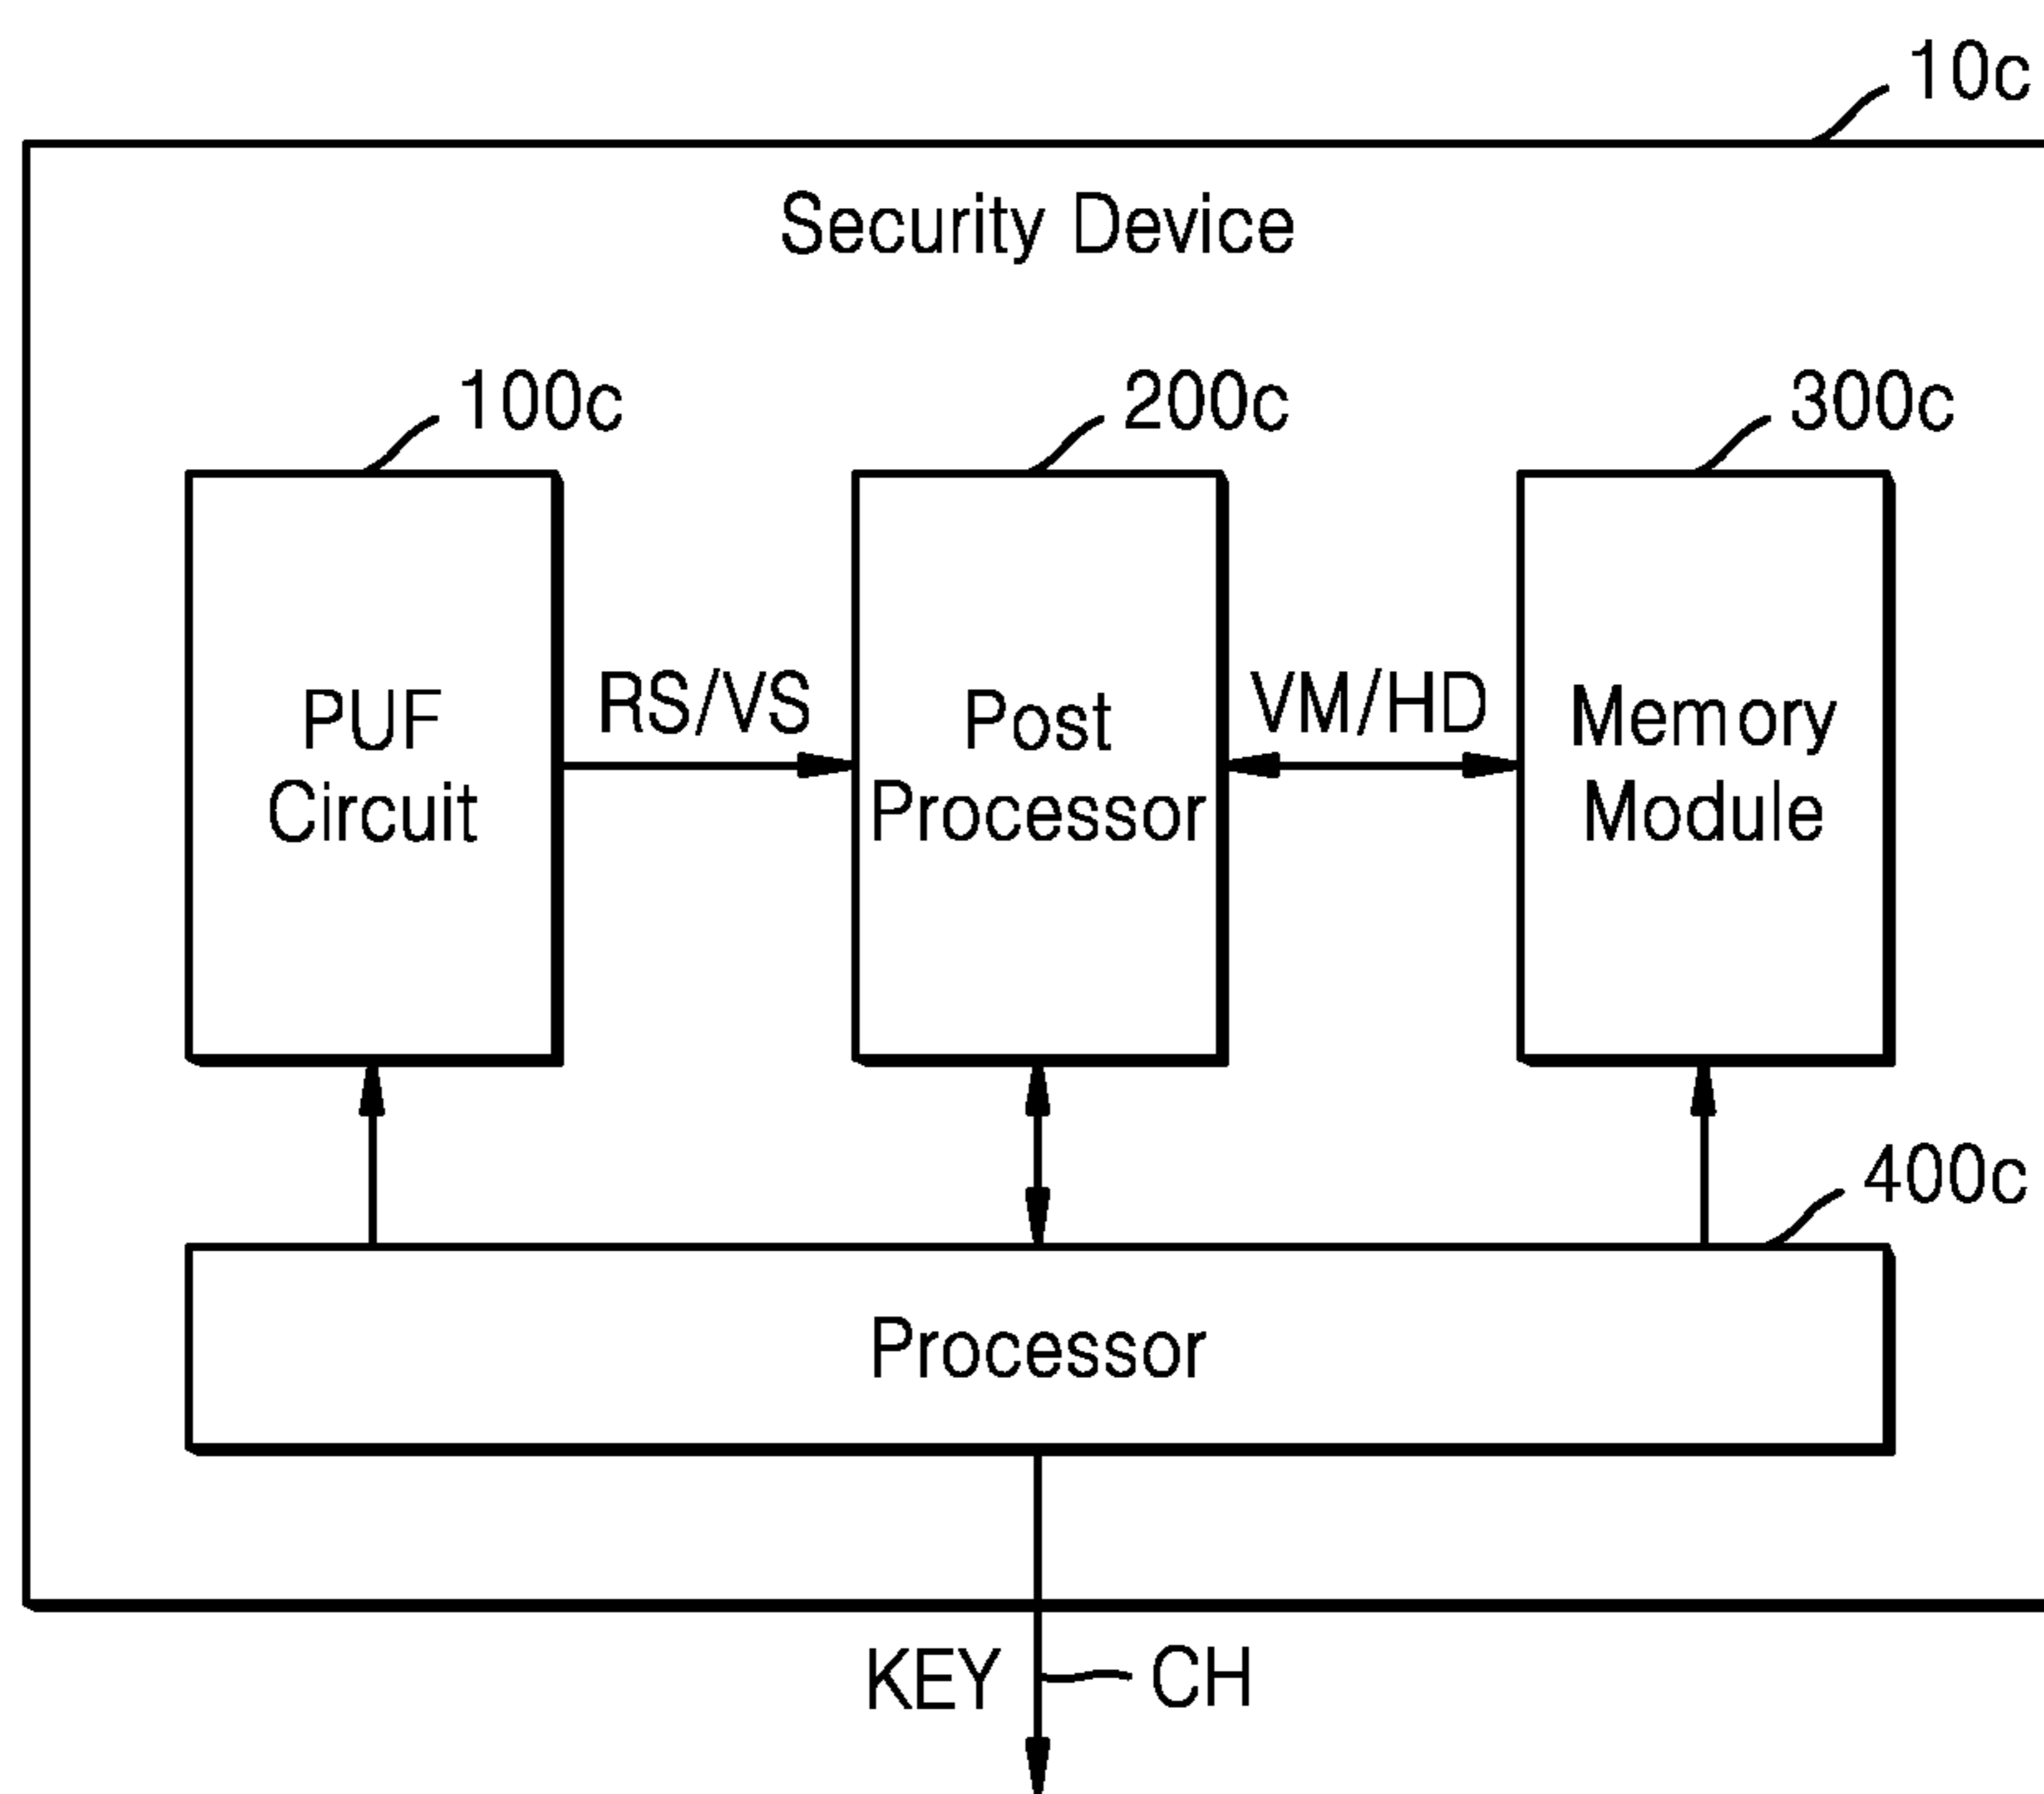 10c
Security Device
100c
200c
300c
PUF
Circuit
RS/VS
Post
Processor
VM/HD
Memory
Module
400c
Processor
KEY
CH